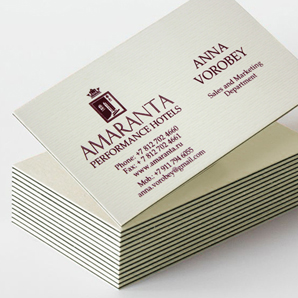 AMARANTA
PERFORMANCE HOTELS
Phone: +7 812 702 4660
Fax: + 7 812 702 4661
www.amaranta.ru
Mob.: +7 911 794 6055
anna.vorobey@gmail.com
ANNA
VOROBEY
Sales and Marketing
Department